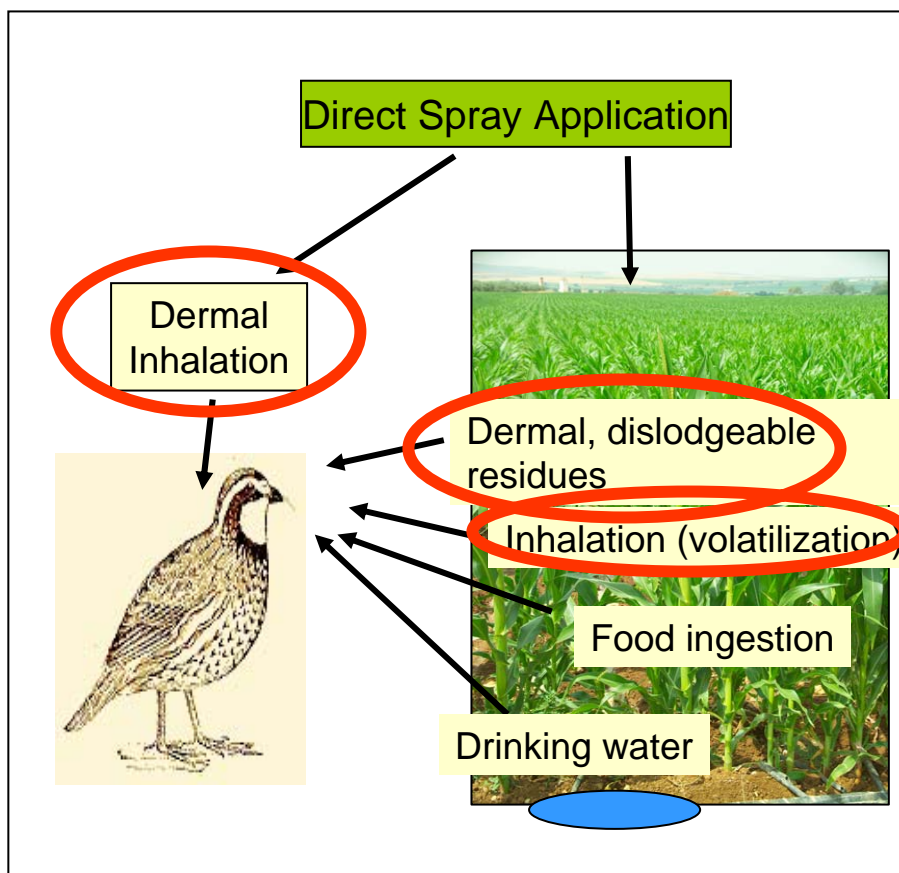 Direct Spray Application
Dermal
Inhalation
Dermal, dislodgeable
residues
Inhalation (volatilization)
Food ingestion
Drinking water